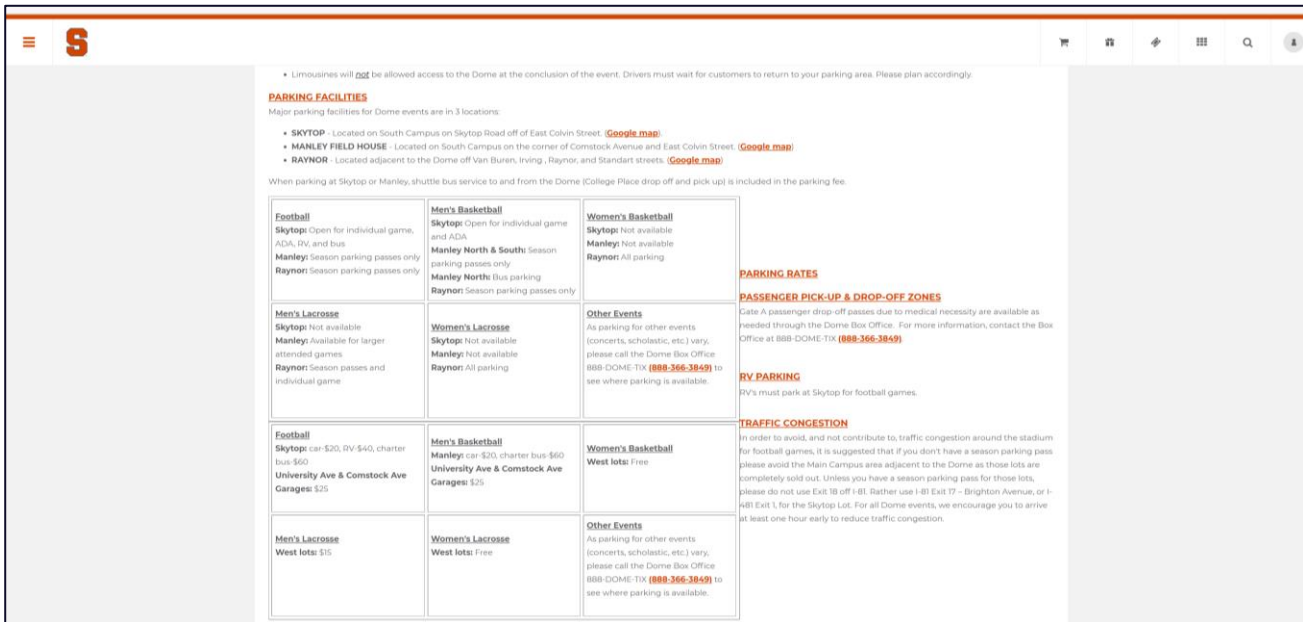 S
• Limousines will not be allowed access to the Dome at the conclusion of the event. Drivers must wait for customers to return to your parking area. Please plan accordingly.
PARKING FACILITIES
Major parking facilities for Dome events are in 3 locations:
• SKYTOP - Located on South Campus on Skytop Road off of East Colvin Street. (Google map).
• MANLEY FIELD HOUSE - Located on South Campus on the corner of Comstock Avenue and East Colvin Street. (Google map)
• RAYNOR - Located adjacent to the Dome off Van Buren, Irving , Raynor, and Standart streets. (Google map)
When parking at Skytop or Manley, shuttle bus service to and from the Dome (College Place drop off and pick up) is included in the parking fee.
Football
Skytop: Open for individual game,
ADA, RV, and bus
Manley: Season parking passes only
Raynor: Season parking passes only
Men's Basketball
Skytop: Open for individual game
and ADA
Manley North & South: Season
parking passes only
Manley North: Bus parking
Raynor: Season parking passes only
Women's Basketball
Skytop: Not available
Manley: Not available
Raynor: All parking
Men's Lacrosse
Skytop: Not available
Manley: Available for larger
attended games
Raynor: Season passes and
individual game
Women's Lacrosse
Skytop: Not available
Manley: Not available
Raynor: All parking
Other Events
As parking for other events
(concerts, scholastic, etc.) vary,
please call the Dome Box Office
888-DOME-TIX (888-366-3849) to
see where parking is available.
Football
Skytop: car-$20, RV-$40, charter
bus-$60
University Ave & Comstock Ave
Garages: $25
Men's Basketball
Manley: car-$20, charter bus-$60
University Ave & Comstock Ave
Garages: $25
Women's Basketball
West lots: Free
Men's Lacrosse
West lots: $15
Women's Lacrosse
West lots: Free
Other Events
As parking for other events
(concerts, scholastic, etc.) vary,
please call the Dome Box Office
888-DOME-TIX (888-366-3849) to
see where parking is available.
PARKING RATES
PASSENGER PICK-UP & DROP-OFF ZONES
Gate A passenger drop-off passes due to medical necessity are available as
needed through the Dome Box Office. For more information, contact the Box
Office at 888-DOME-TIX (888-366-3849)
RV PARKING
RV's must park at Skytop for football games.
TRAFFIC CONGESTION
In order to avoid, and not contribute to, traffic congestion around the stadium
for football games, it is suggested that if you don't have a season parking pass
please avoid the Main Campus area adjacent to the Dome as those lots are
completely sold out. Unless you have a season parking pass for those lots,
please do not use Exit 18 off I-81. Rather use I-81 Exit 17 – Brighton Avenue, or I-
481 Exit 1, for the Skytop Lot. For all Dome events, we encourage you to arrive
at least one hour early to reduce traffic congestion.